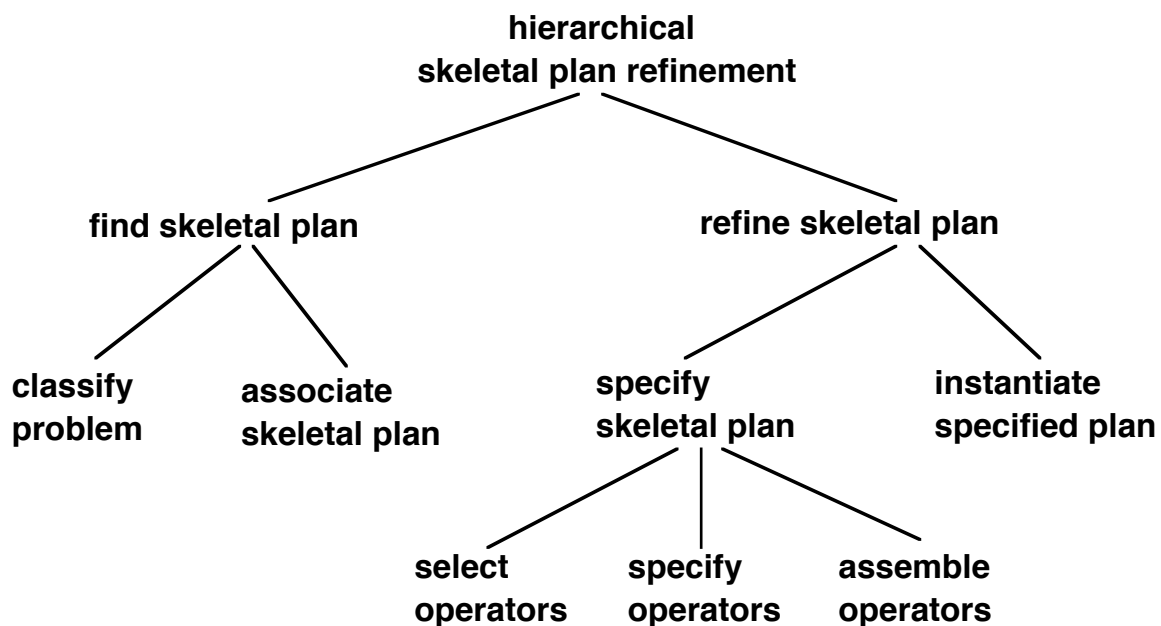 hierarchical
skeletal plan refinement
find skeletal plan
refine skeletal plan
classify
problem
associate
skeletal plan
specify
skeletal plan
instantiate
specified plan
select
operators
specify
operators
assemble
operators